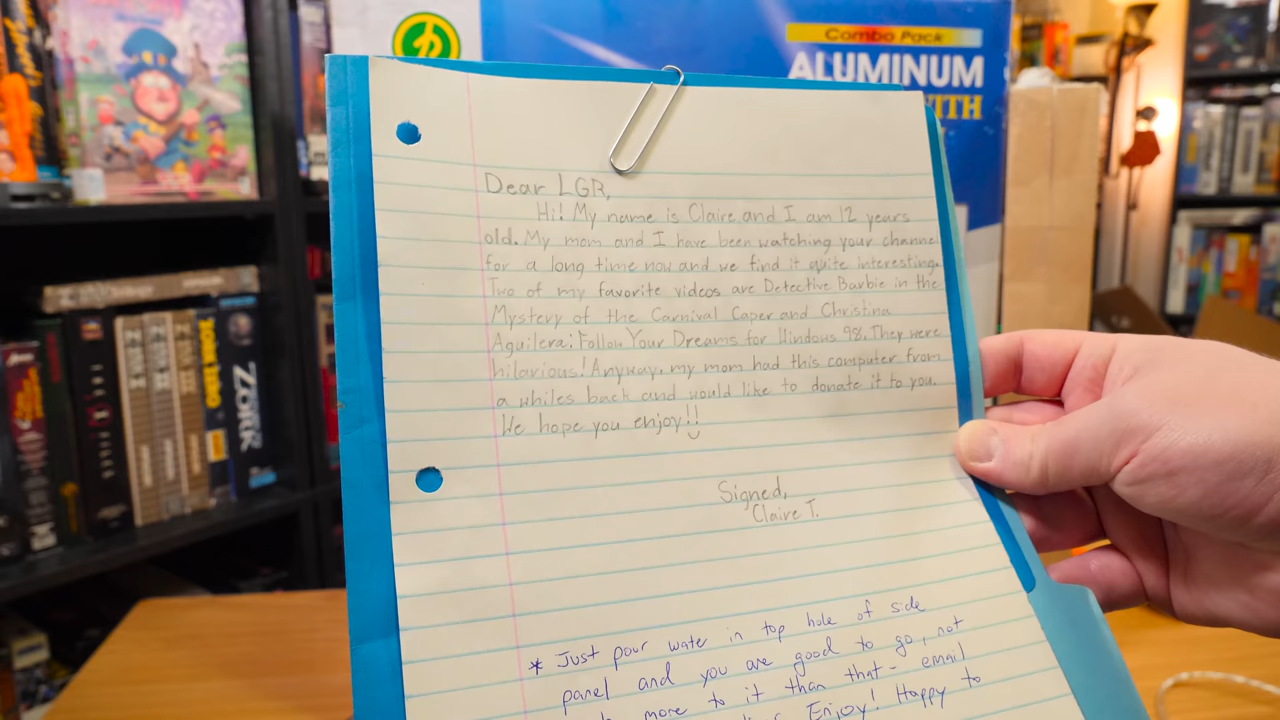 Combo Pack
ALUMINUM
WITH
ZORK
Dear LGR,
Hi! My name is Claire and I am 12 years
old. My mom and I have been watching your channel
for a long time now and we find it quite interesting.
Two of my favorite videos are Detective Barbie in the
Mystery of the Carnival Caper and Christina
Aguilera: Follow Your Dreams for Windows 98. They were
hilarious! Anyway, my mom had this computer from
a whiles back and would like to donate it to you.
We hope you enjoy!!
Signed,
Claire T.
* Just pour water in top hole of side
panel and you are good to go, not
more to it than that - email
Enjoy! Happy to